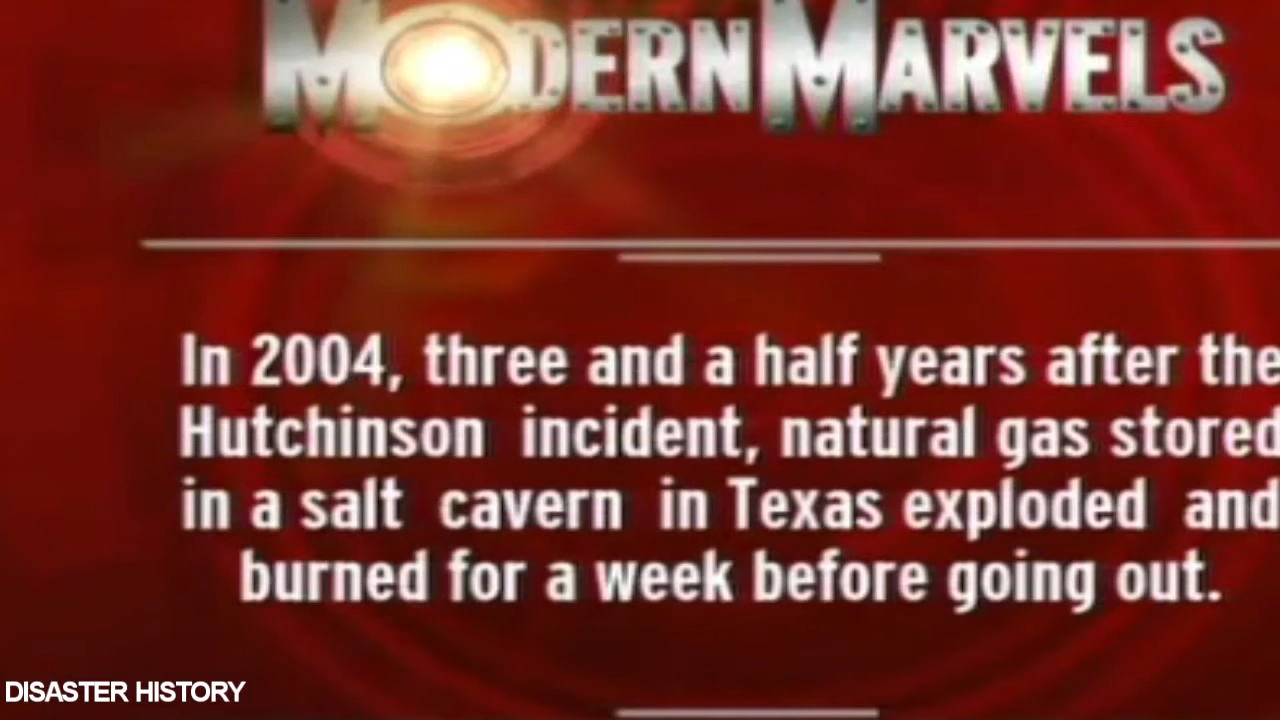 MODERN MARVELS
In 2004, three and a half years after the
Hutchinson incident, natural gas stored
in a salt cavern in Texas exploded and
burned for a week before going out.
DISASTER HISTORY